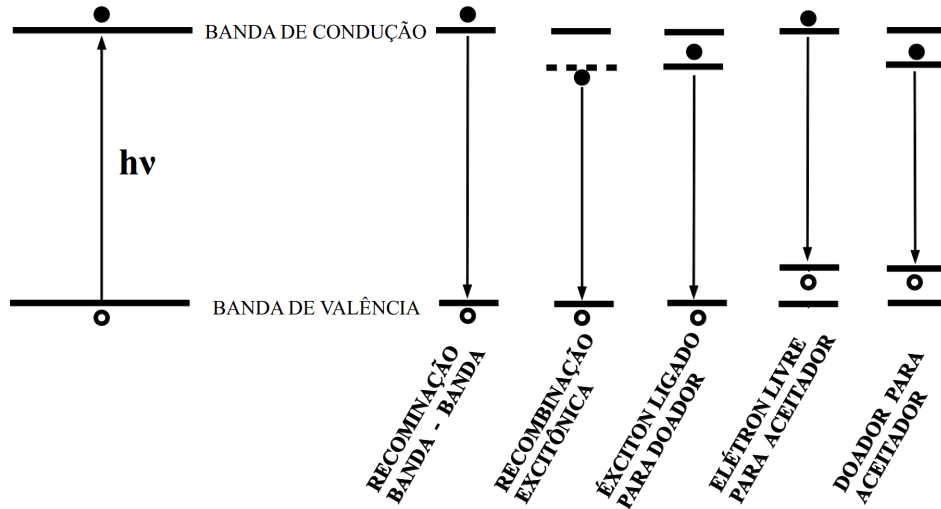 BANDA DE CONDUÇÃO
hν
BANDA DE VALÊNCIA
RECOMINAÇÃO
BANDA - BANDA
RECOMBINAÇÃO
EXCITÔNICA
ÉXCITON LIGADO
PARA DOADOR
ELÉTRON LIVRE
PARA ACEITADOR
DOADOR PARA
ACEITADOR